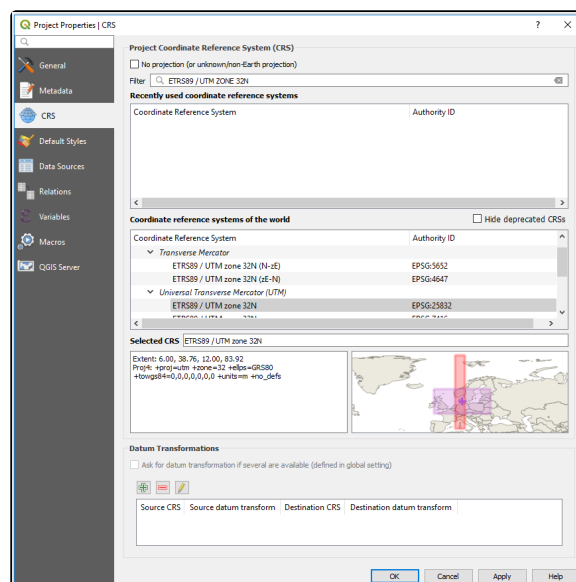 Project Properties | CRS
?
General
Metadata
CRS
Default Styles
Data Sources
Relations
Variables
Macros
QGIS Server
Project Coordinate Reference System (CRS)
No projection (or unknown/non-Earth projection)
Filter ETRS89 / UTM ZONE 32N
Recently used coordinate reference systems
Coordinate Reference System Authority ID
Coordinate reference systems of the world Hide deprecated CRSs
Coordinate Reference System Authority ID
Transverse Mercator
ETRS89 / UTM zone 32N (N-zE) EPSG:5652
ETRS89 / UTM zone 32N (zE-N) EPSG:4647
Universal Transverse Mercator (UTM)
ETRS89 / UTM zone 32N EPSG:25832
ETRS89 / UTM zone 32N EPSG:7416
Selected CRS ETRS89 / UTM zone 32N
Extent: 6.00, 38.76, 12.00, 83.92
Proj4: +proj=utm +zone=32 +ellps=GRS80
+towgs84=0,0,0,0,0,0,0 +units=m +no_defs
Datum Transformations
Ask for datum transformation if several are available (defined in global setting)
Source CRS Source datum transform Destination CRS Destination datum transform
OK Cancel Apply Help